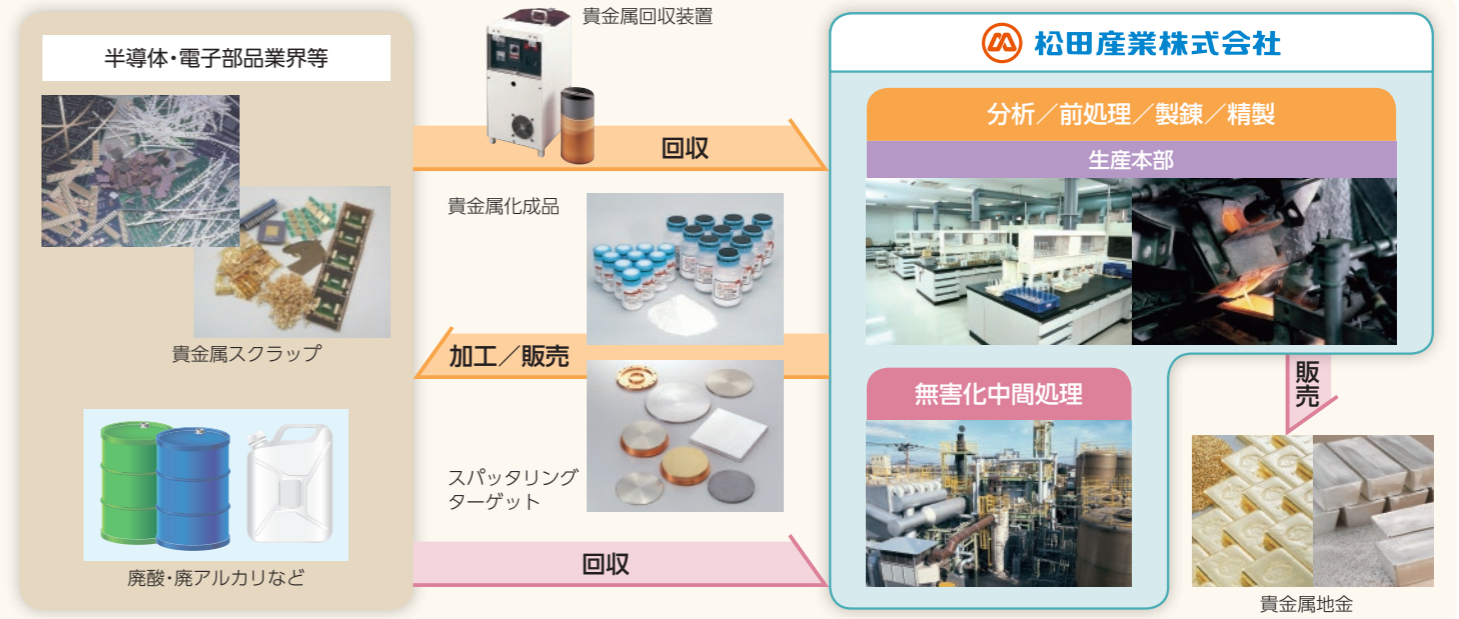 半導体・電子部品業界等
貴金属スクラップ
廃酸・廃アルカリなど
貴金属回収装置
回収
貴金属化成品
加工／販売
スパッタリング
ターゲット
回収
松田産業株式会社
分析／前処理／製錬／精製
生産本部
無害化中間処理
販売
貴金属地金